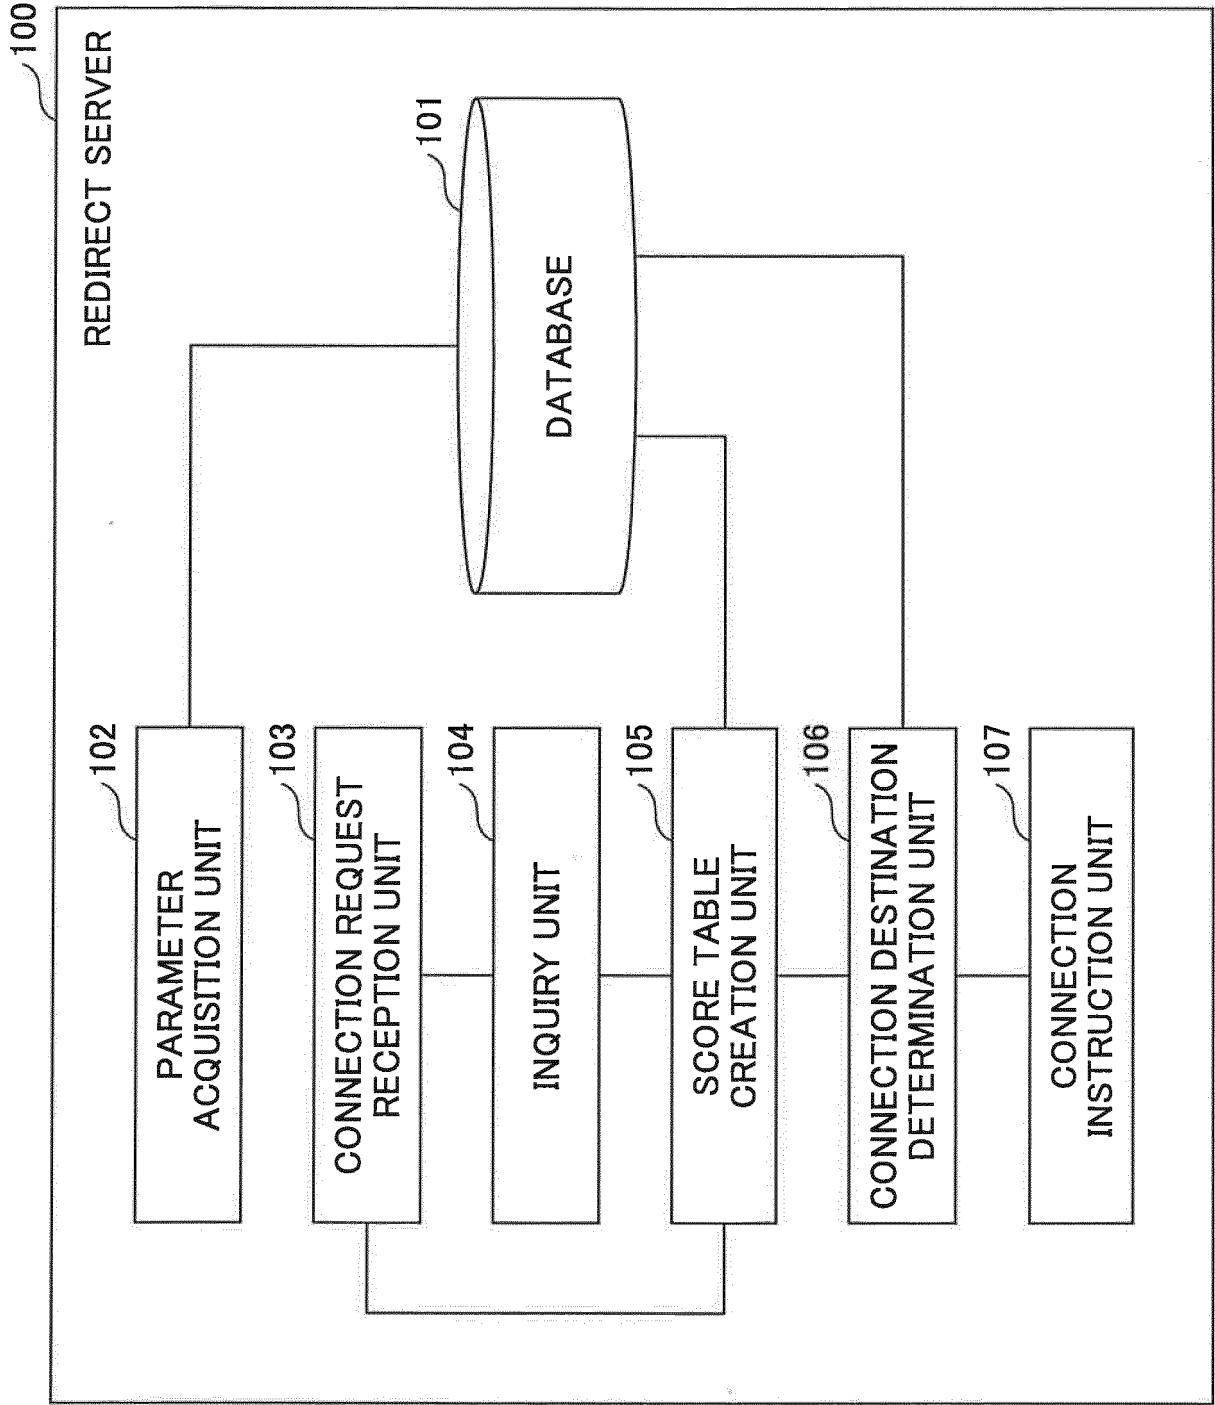 100
REDIRECT SERVER
101
DATABASE
102
PARAMETER
ACQUISITION UNIT
103
CONNECTION REQUEST
RECEPTION UNIT
104
INQUIRY UNIT
105
SCORE TABLE
CREATION UNIT
106
CONNECTION DESTINATION
DETERMINATION UNIT
107
CONNECTION
INSTRUCTION UNIT